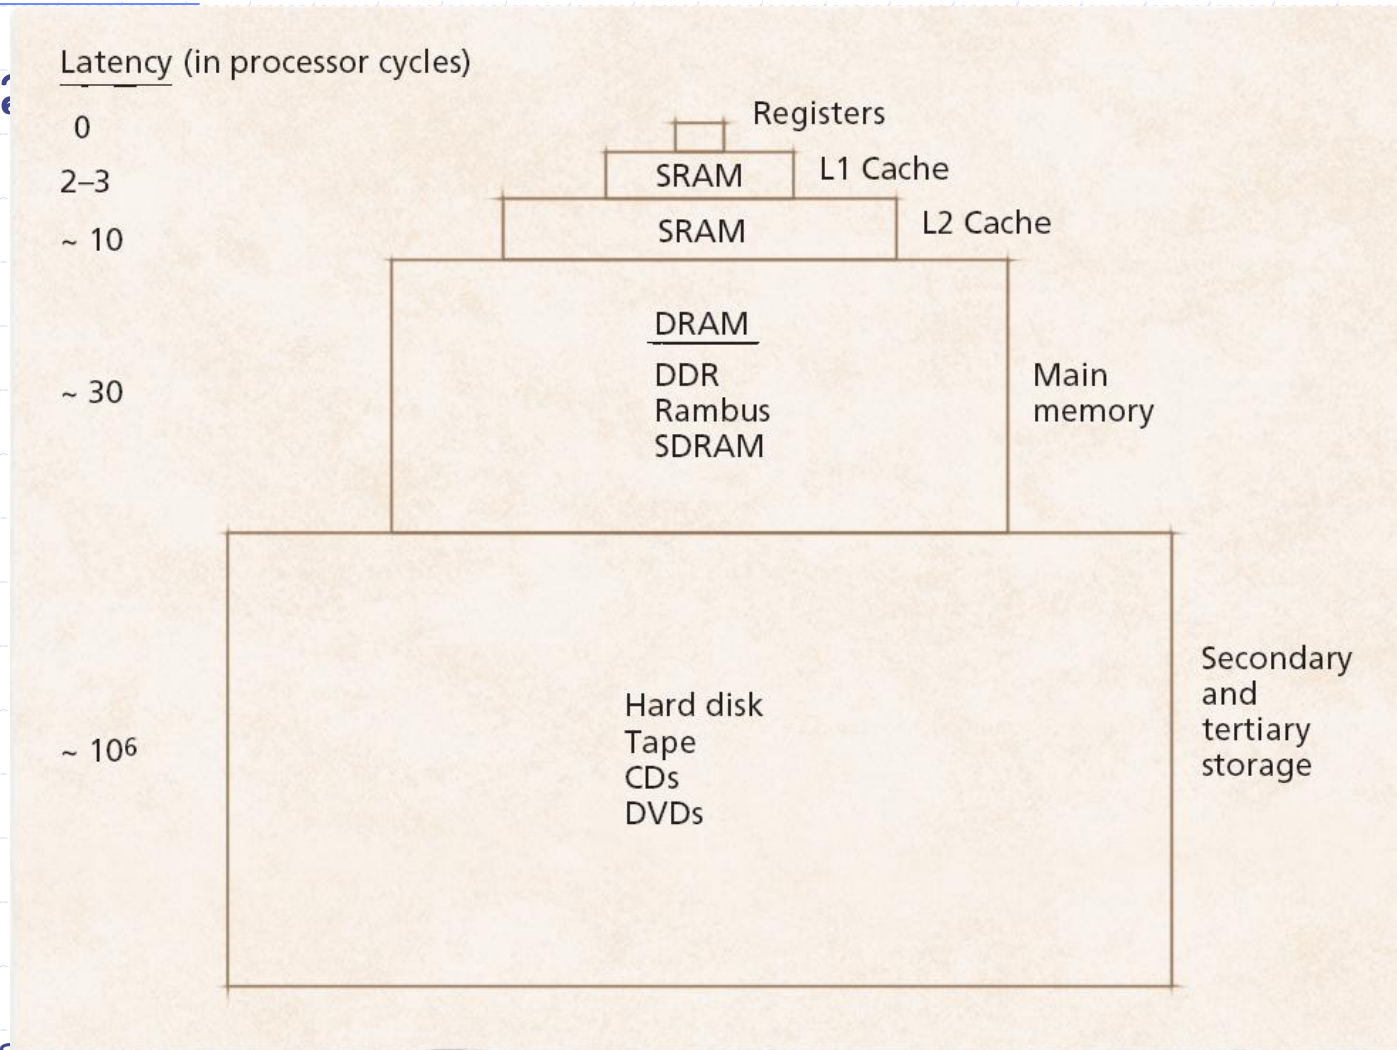 Latency (in processor cycles)
0
Registers
2–3
SRAM
L1 Cache
~ 10
SRAM
L2 Cache
DRAM
DDR
Rambus
SDRAM
~ 30
Main
memory
Hard disk
Tape
CDs
DVDs
~ 10⁶
Secondary
and
tertiary
storage